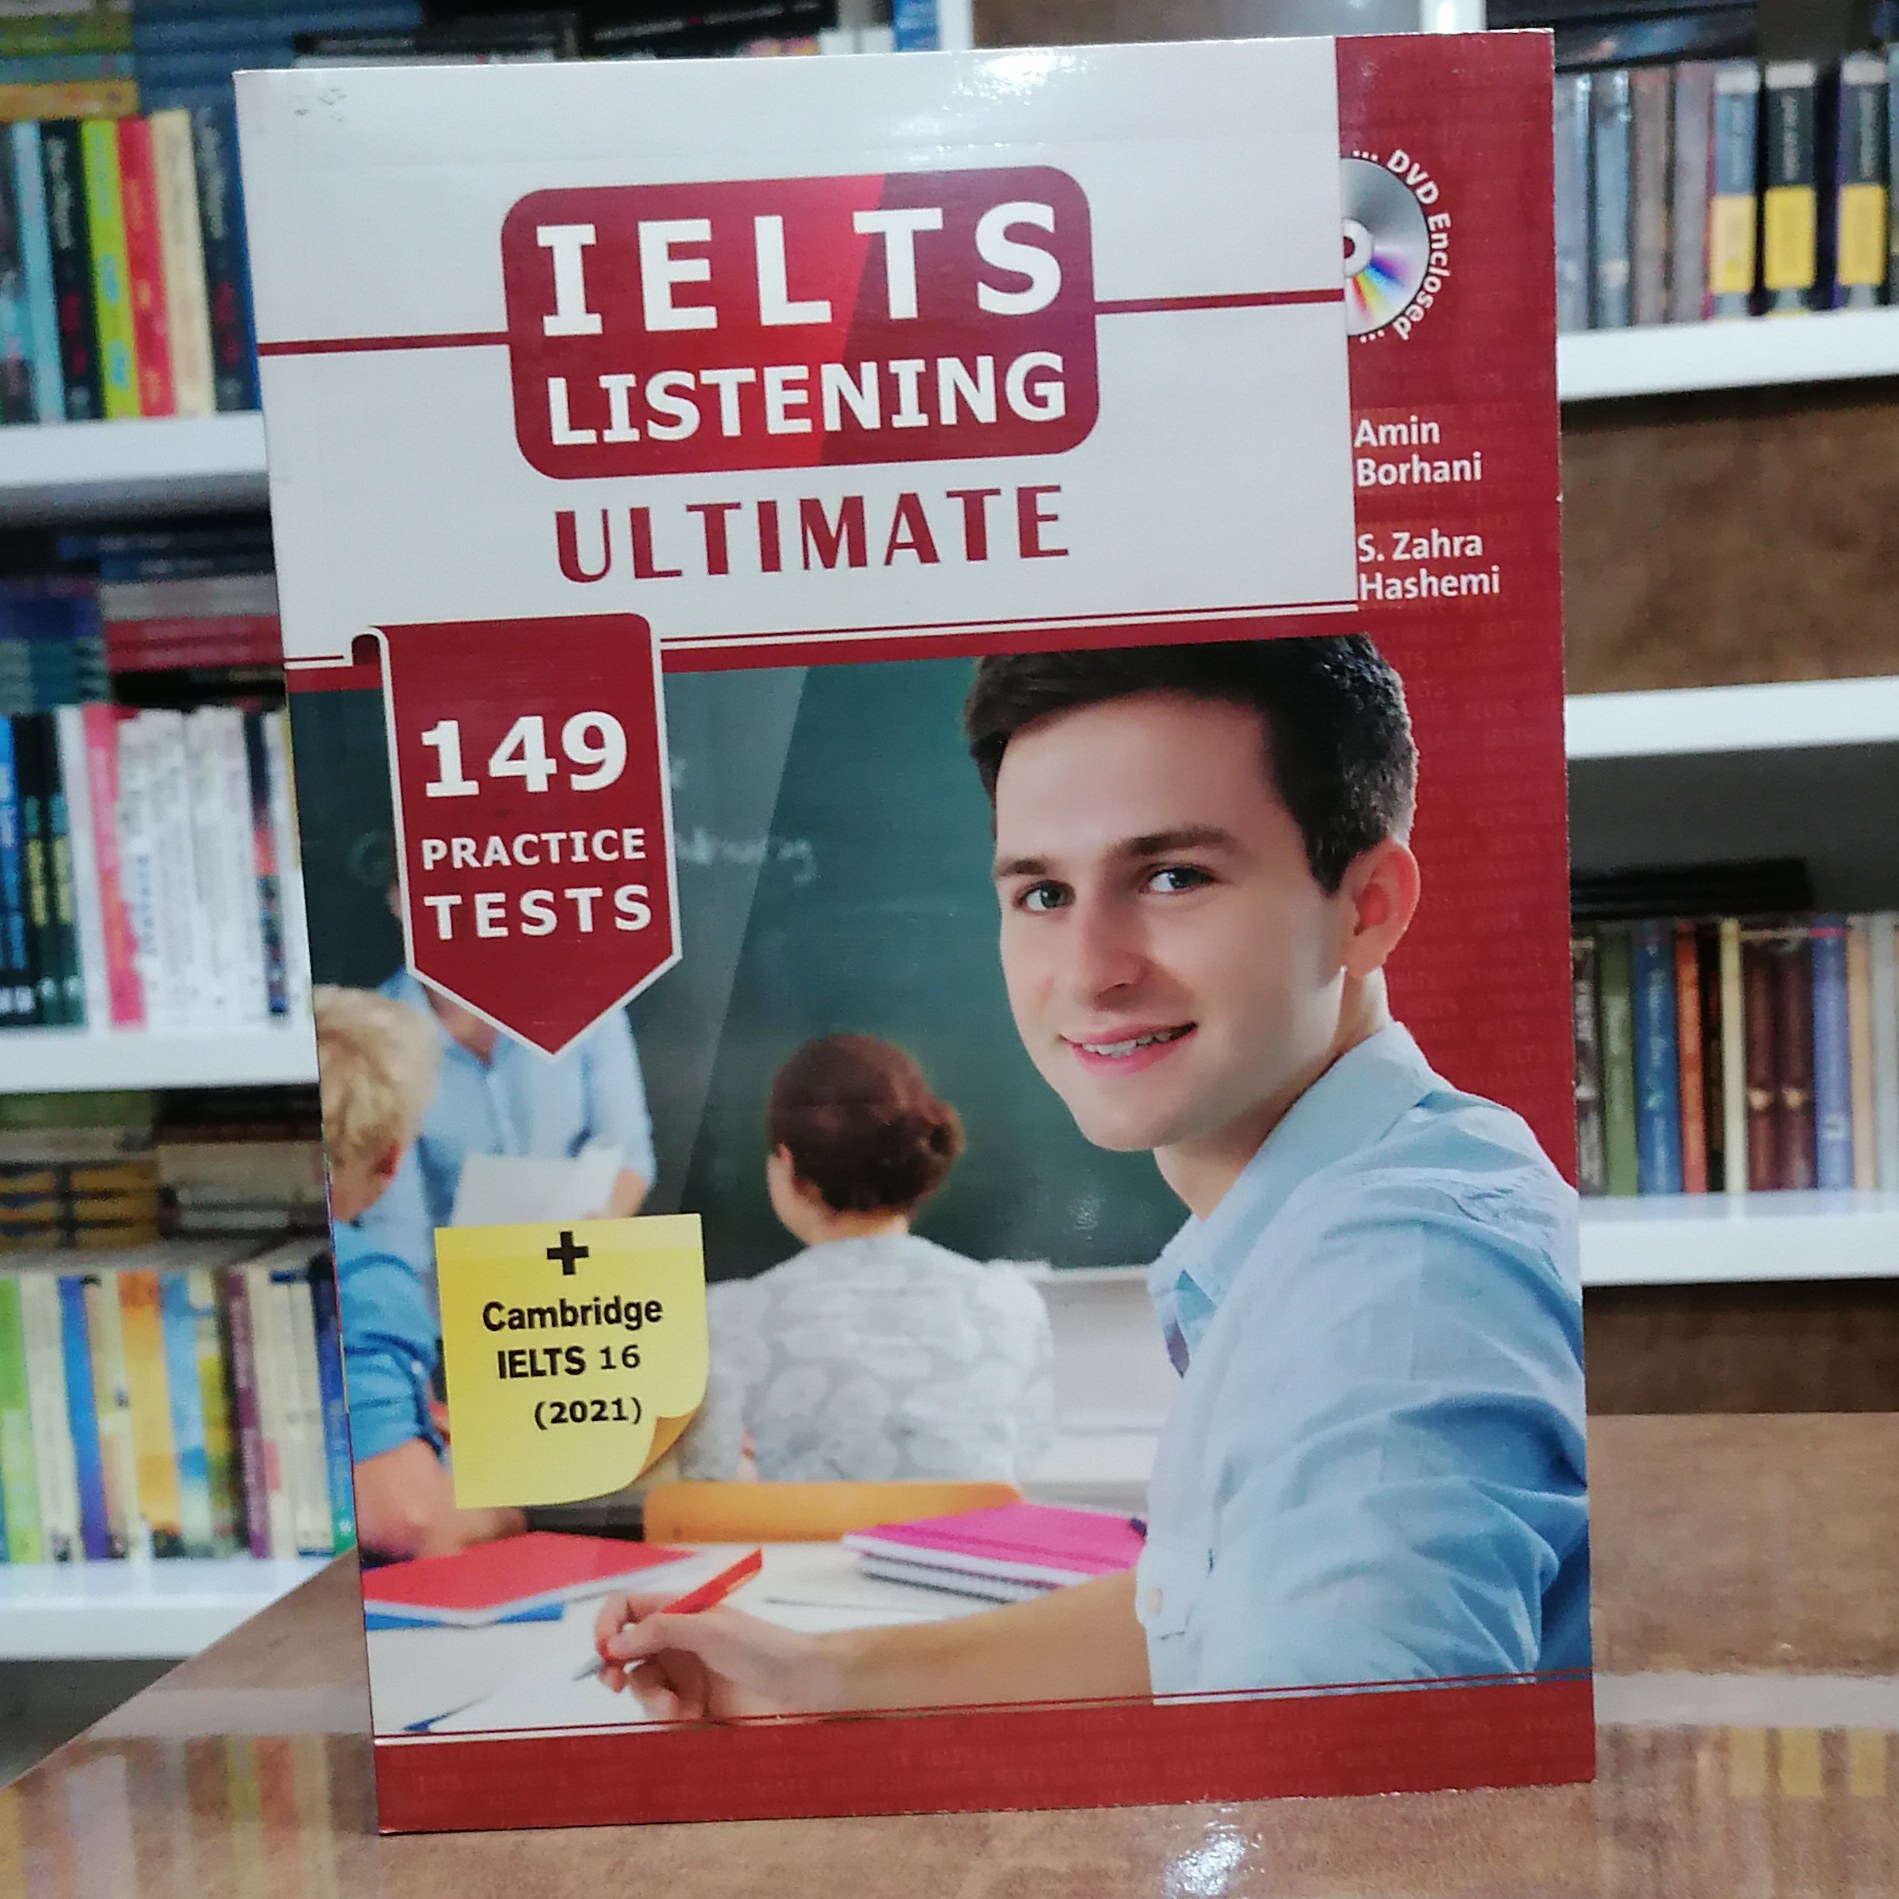 IELTS
LISTENING
ULTIMATE
... DVD Enclosed ...
Amin
Borhani
S. Zahra
Hashemi
149
PRACTICE
TESTS
+
Cambridge
IELTS 16
(2021)